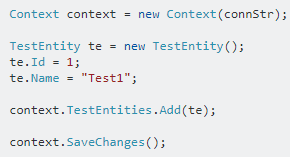 Context context = new Context(connStr);
TestEntity te = new TestEntity();
te.Id = 1;
te.Name = "Test1";
context.TestEntities.Add(te);
context.SaveChanges();